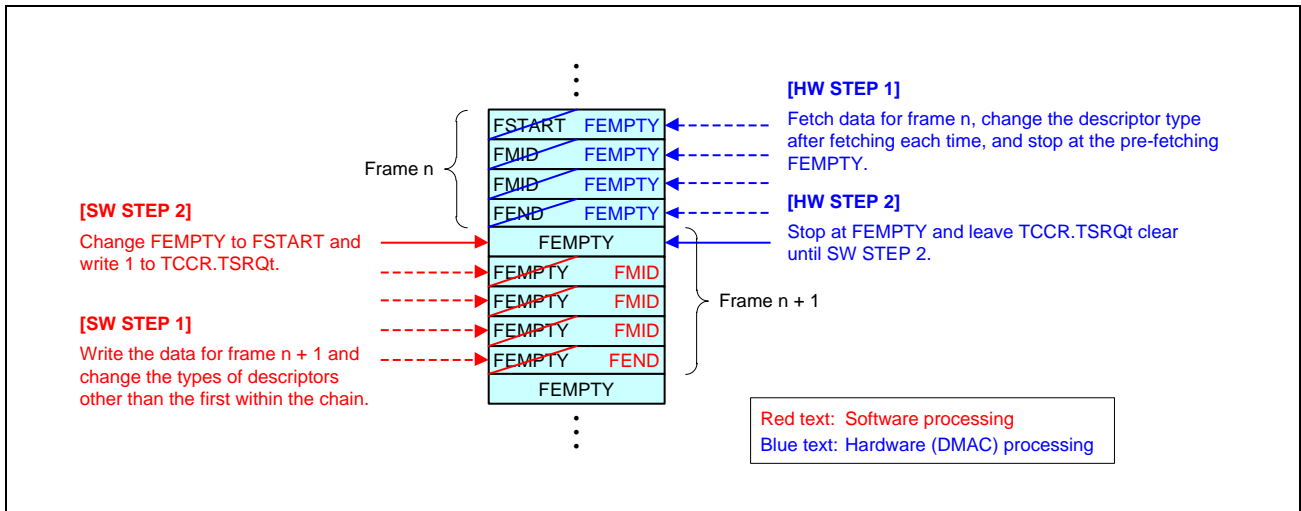 [HW STEP 1]
Fetch data for frame n, change the descriptor type
after fetching each time, and stop at the pre-fetching
FEMPTY.
[HW STEP 2]
Stop at FEMPTY and leave TCCR.TSRQt clear
until SW STEP 2.
Frame n
FSTART FEMPTY
FMID FEMPTY
FMID FEMPTY
FEND FEMPTY
FEMPTY
FEMPTY FMID
FEMPTY FMID
FEMPTY FMID
FEMPTY FEND
FEMPTY
Frame n + 1
[SW STEP 2]
Change FEMPTY to FSTART and
write 1 to TCCR.TSRQt.
[SW STEP 1]
Write the data for frame n + 1 and
change the types of descriptors
other than the first within the chain.
Red text: Software processing
Blue text: Hardware (DMAC) processing